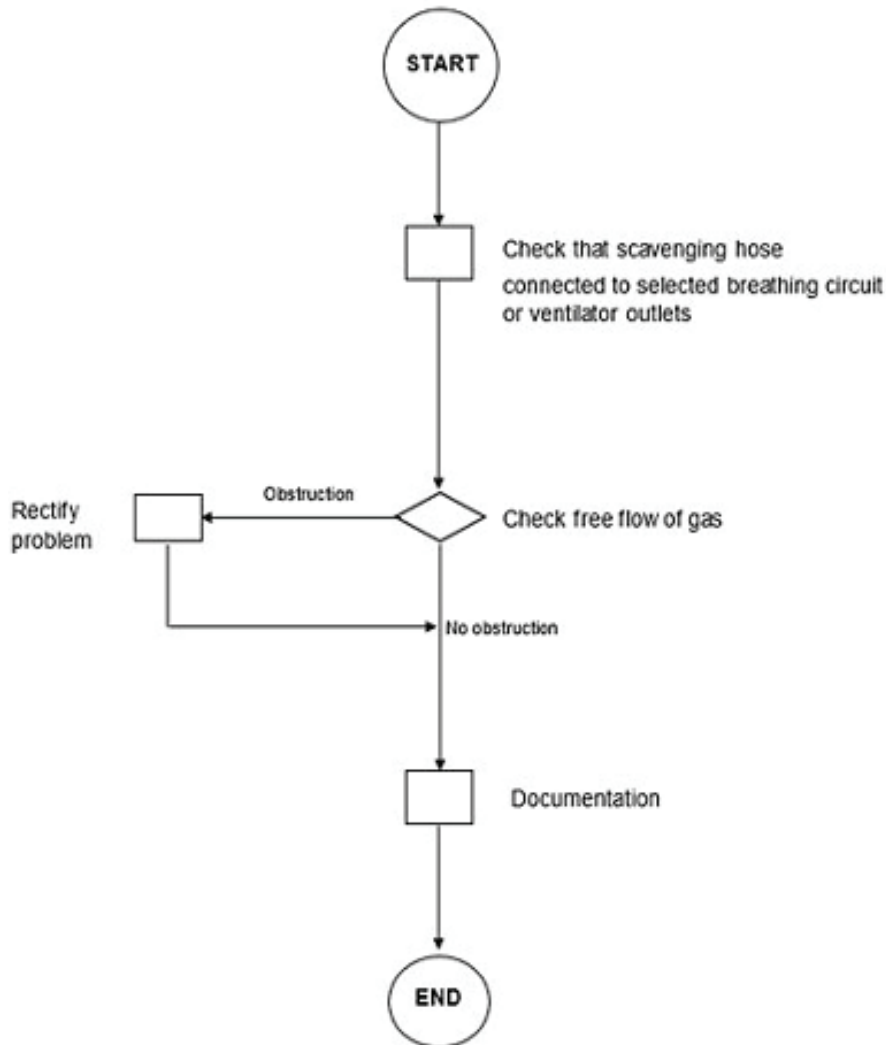 START
Check that scavenging hose
connected to selected breathing circuit
or ventilator outlets
Obstruction
Rectify
problem
Check free flow of gas
No obstruction
Documentation
END